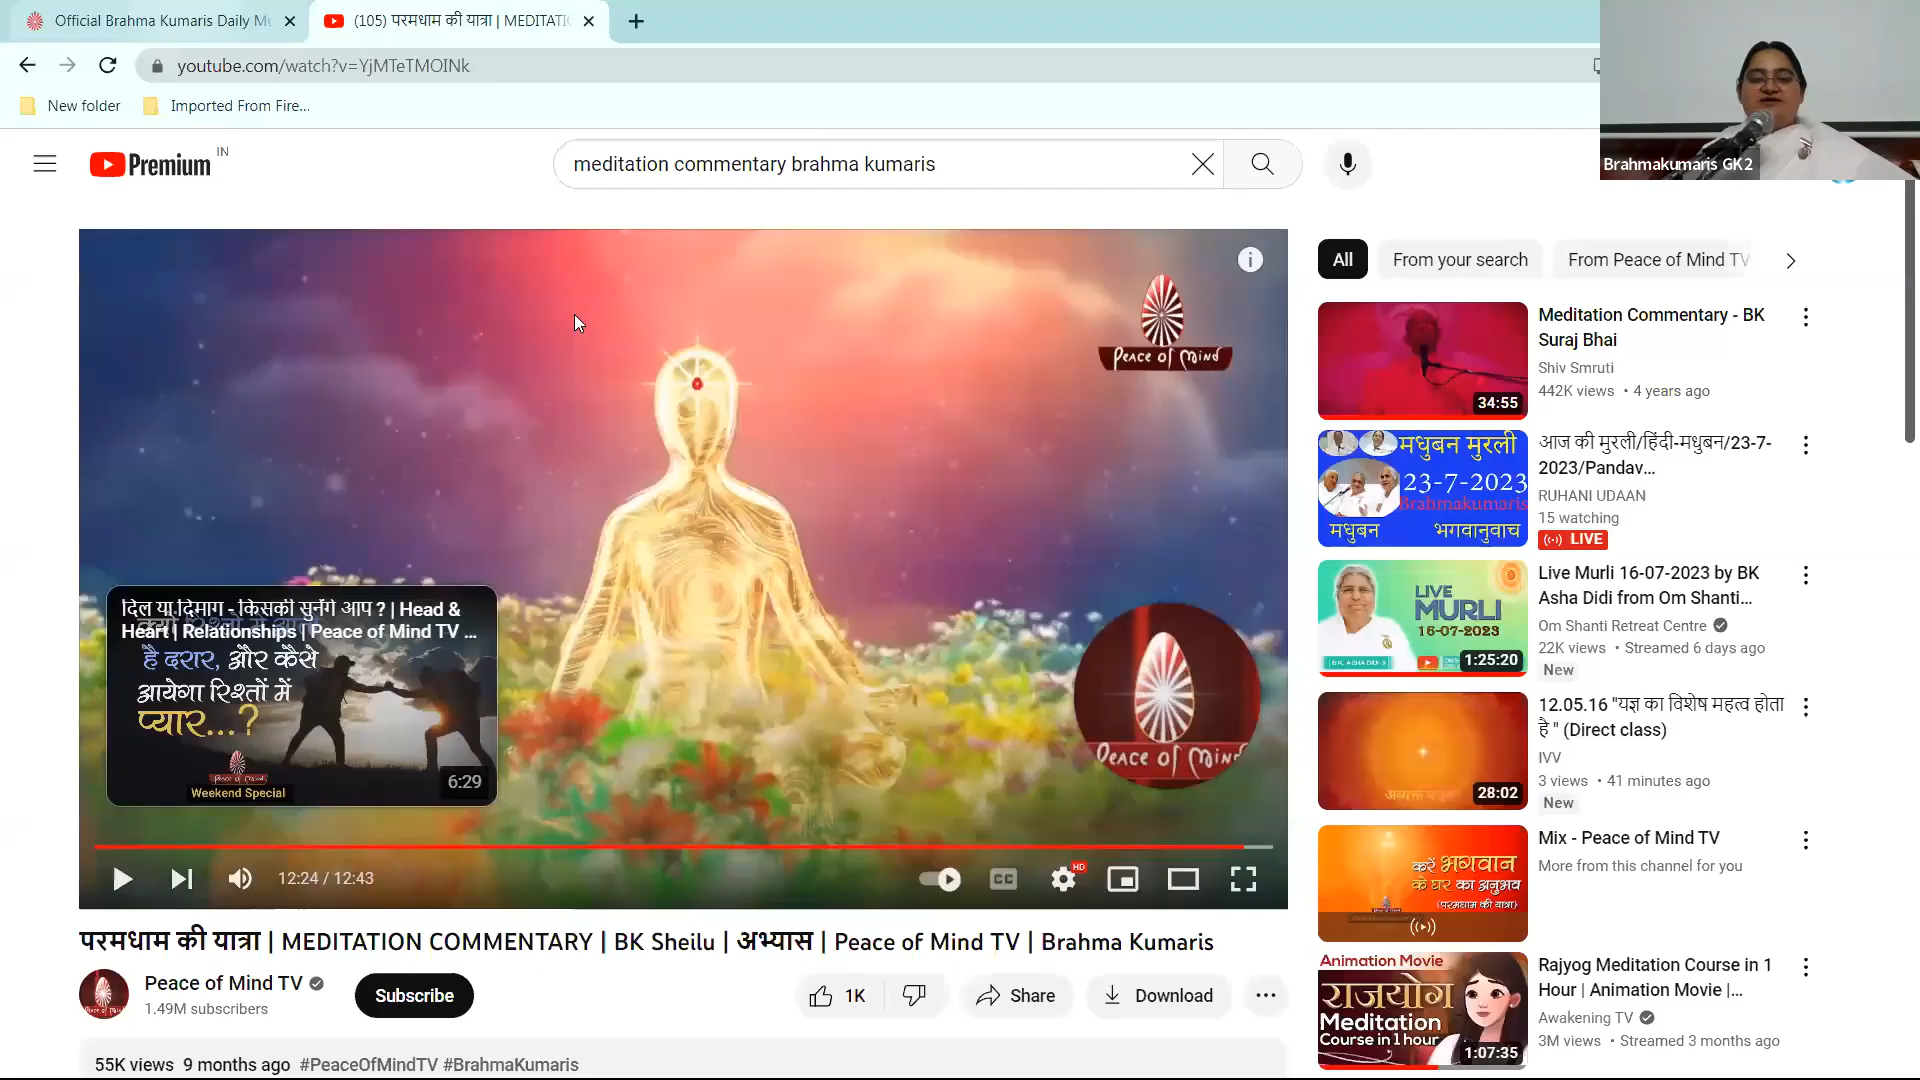 Official Brahma Kumaris Daily Mu
(105) परमधाम की यात्रा | MEDITATIO
youtube.com/watch?v=YjMTeTMOINk
New folder
Imported From Fire...
Brahmakumaris GK2
Premium
IN
meditation commentary brahma kumaris
Peace of Mind
दिल या दिमाग - किसकी सुनेंगे आप ? | Head &
Heart | Relationships | Peace of Mind TV ...
है दरार, और कैसे
आयेगा रिश्तों में
प्यार...?
Peace of Mind
Weekend Special
6:29
Peace of Mind
12:24 / 12:43
CC
HD
परमधाम की यात्रा | MEDITATION COMMENTARY | BK Sheilu | अभ्यास | Peace of Mind TV | Brahma Kumaris
Peace of Mind TV
1.49M subscribers
Subscribe
1K
Share
Download
55K views 9 months ago #PeaceOfMindTV #BrahmaKumaris
All
From your search
From Peace of Mind TV
34:55
Meditation Commentary - BK
Suraj Bhai
Shiv Smruti
442K views • 4 years ago
मधुबन मुरली
23-7-2023
Brahmakumaris
मधुबन
भगवानुवाच
आज की मुरली/हिंदी-मधुबन/23-7-
2023/Pandav...
RUHANI UDAAN
15 watching
LIVE
LIVE
MURLI
16-07-2023
1:25:20
Live Murli 16-07-2023 by BK
Asha Didi from Om Shanti...
Om Shanti Retreat Centre
22K views • Streamed 6 days ago
New
28:02
12.05.16 "यज्ञ का विशेष महत्व होता
है " (Direct class)
IVV
3 views • 41 minutes ago
New
करें भगवान
के घर का अनुभव
(परमधाम की यात्रा)
Mix - Peace of Mind TV
More from this channel for you
Animation Movie
राजयोग
Meditation
Course in 1 hour
1:07:35
Rajyog Meditation Course in 1
Hour | Animation Movie |...
Awakening TV
3M views • Streamed 3 months ago